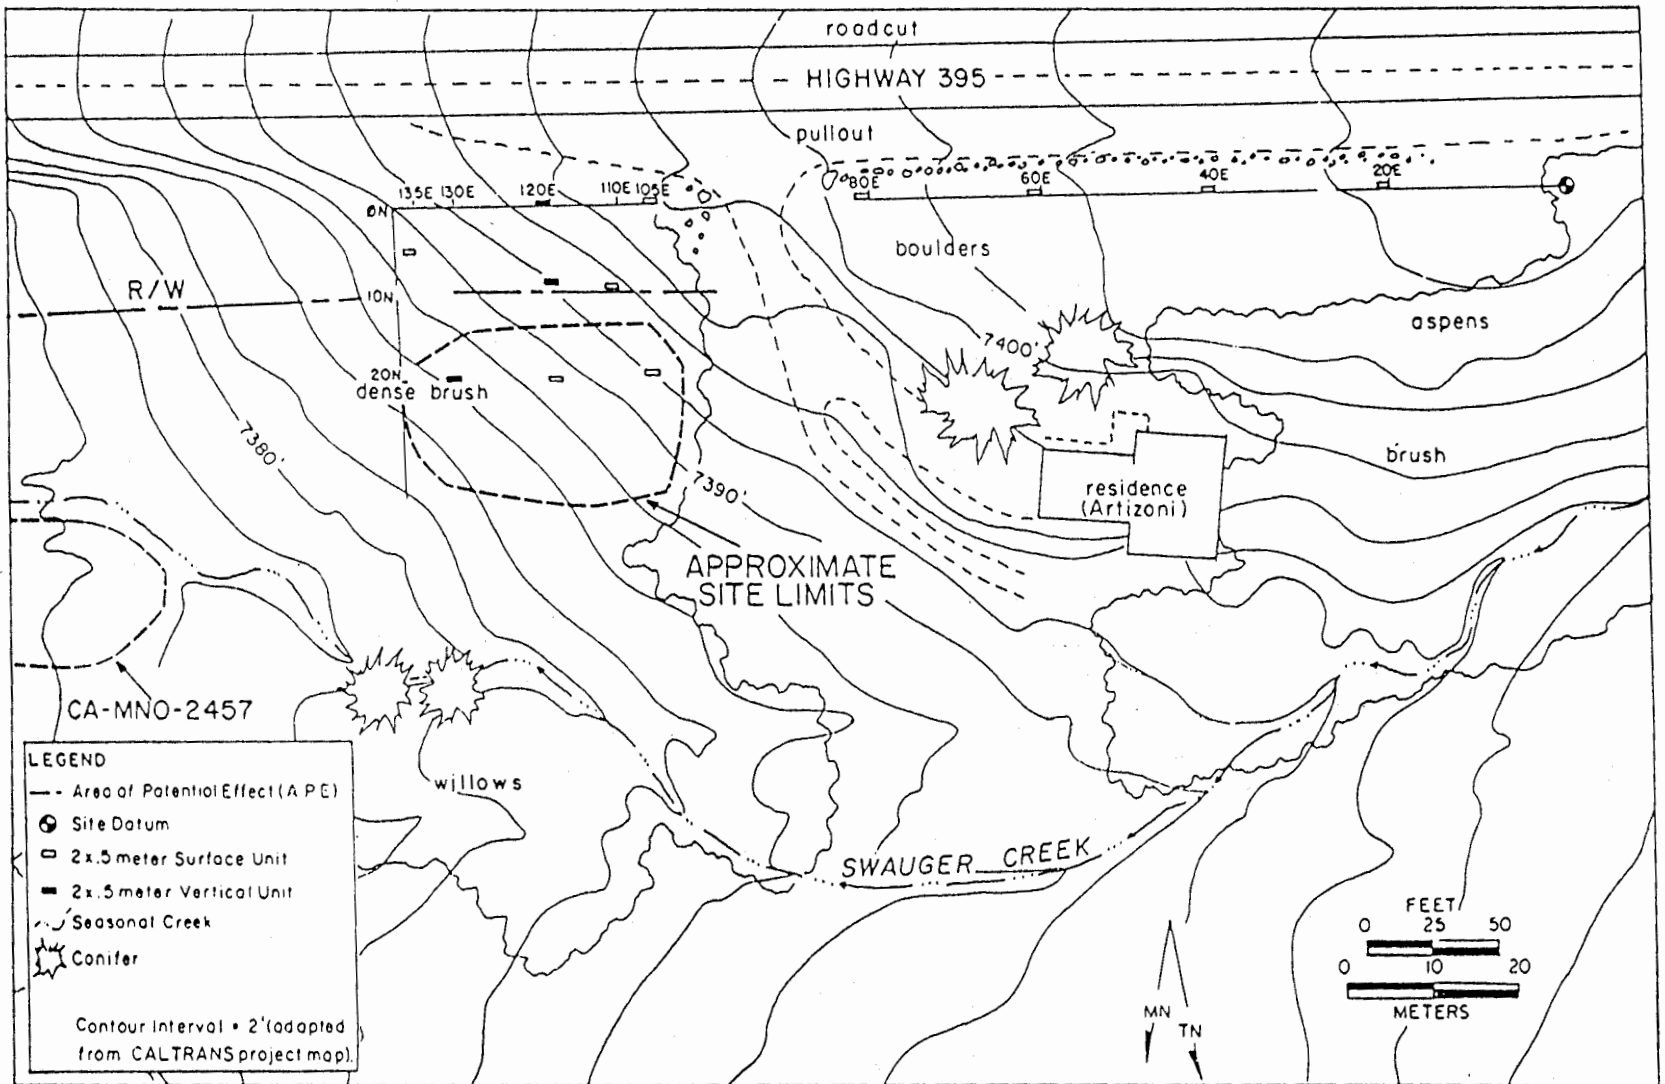 roadcut
HIGHWAY 395
pullout
135E 130E 120E 110E 105E 80E 60E 40E 20E
0N
boulders
R/W
10N
aspens
7400'
20N
dense brush
7380'
brush
7390'
residence
(Artizoni)
APPROXIMATE
SITE LIMITS
CA-MNO-2457
willows
SWAUGER CREEK
LEGEND
Area of Potential Effect (A P E)
Site Datum
2x.5 meter Surface Unit
2x.5 meter Vertical Unit
Seasonal Creek
Conifer
Contour Interval = 2' (adapted
from CALTRANS project map).
FEET
0 25 50
0 10 20
METERS
MN
TN